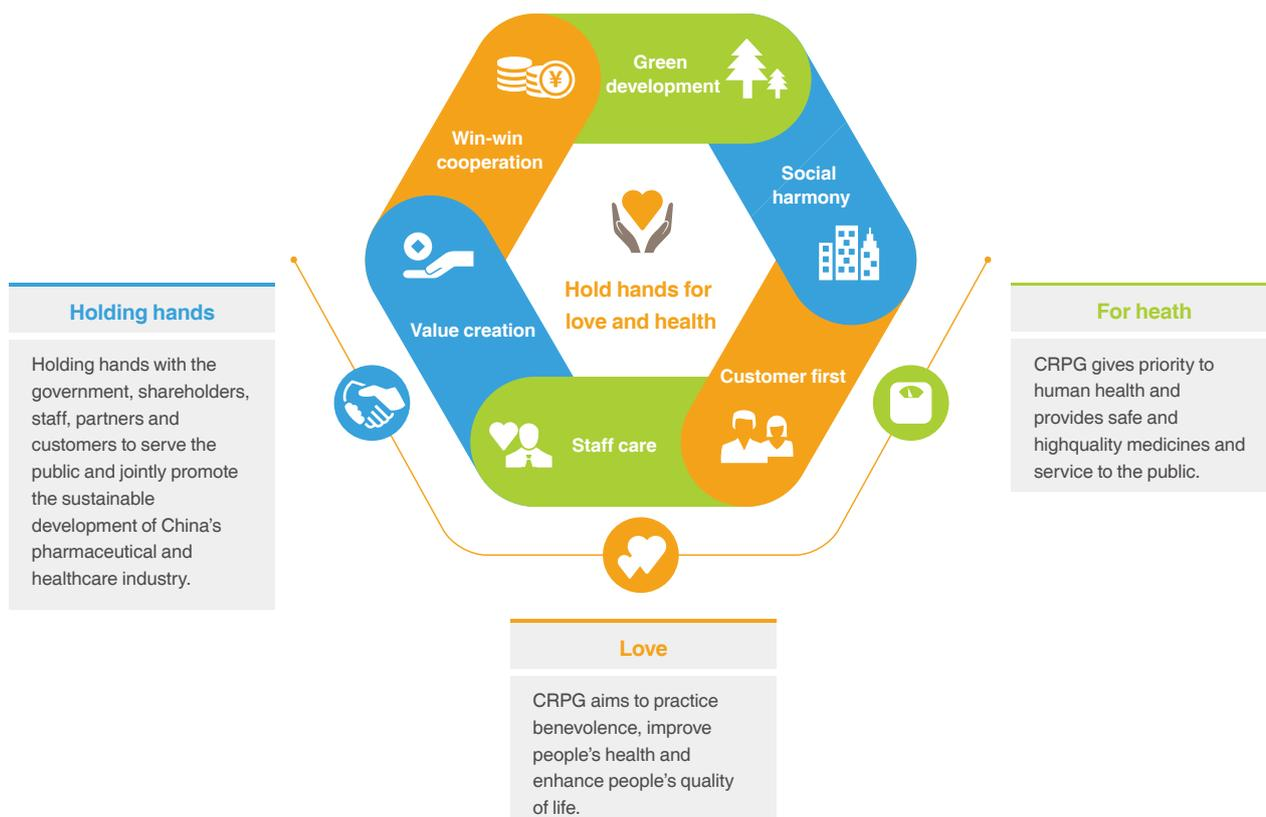 Green
development
Win-win
cooperation
Social
harmony
¥
Hold hands for
love and health
Value creation
Customer first
Staff care
Holding hands
Holding hands with the
government, shareholders,
staff, partners and
customers to serve the
public and jointly promote
the sustainable
development of China’s
pharmaceutical and
healthcare industry.
For heath
CRPG gives priority to
human health and
provides safe and
highquality medicines and
service to the public.
Love
CRPG aims to practice
benevolence, improve
people’s health and
enhance people’s quality
of life.